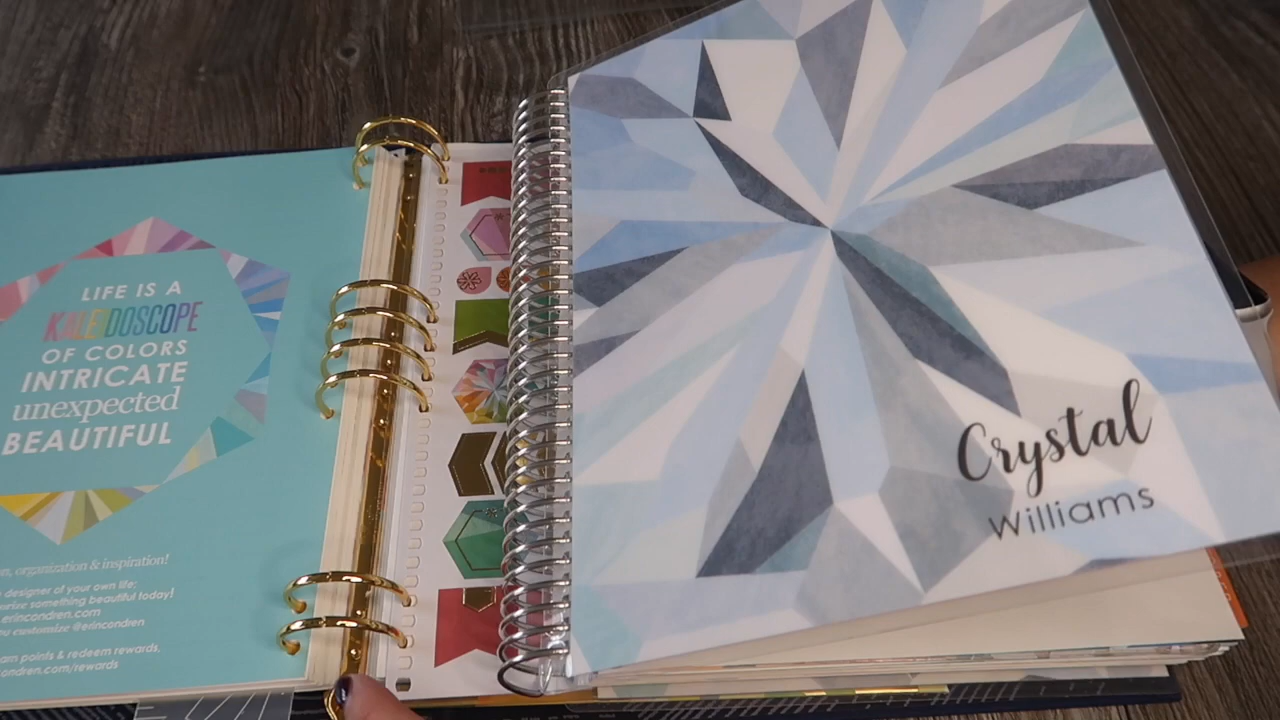 LIFE IS A
KALEIDOSCOPE
OF COLORS
INTRICATE
unexpected
BEAUTIFUL
organization & inspiration!
designer of your own life:
something beautiful today!
erincondren.com
customize @erincondren
points & redeem rewards,
condren.com/rewards
Crystal
Williams